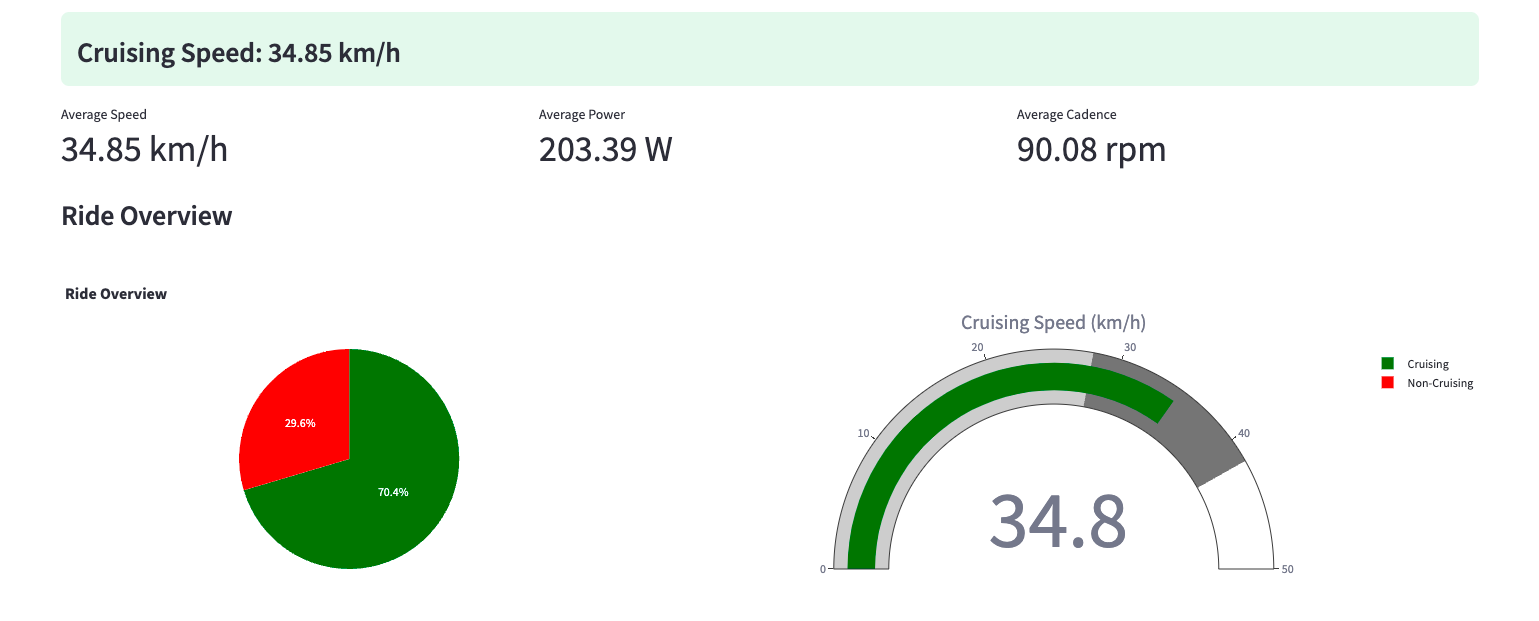 Cruising Speed: 34.85 km/h
Average Speed
34.85 km/h
Average Power
203.39 W
Average Cadence
90.08 rpm
Ride Overview
Ride Overview
29.6%
70.4%
Cruising Speed (km/h)
0
10
20
30
40
50
34.8
Cruising
Non-Cruising